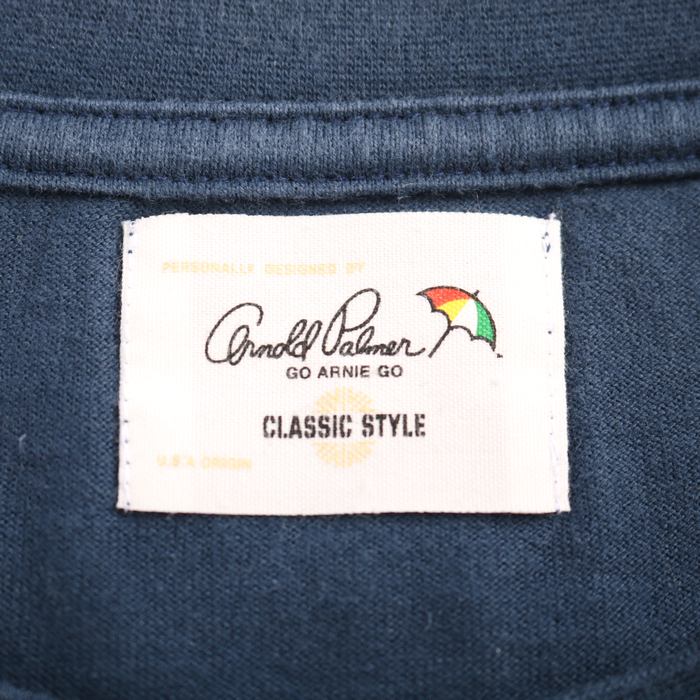 PERSONALLY DESIGNED BY
Arnold Palmer
GO ARNIE GO
CLASSIC STYLE
U.S.A ORIGIN